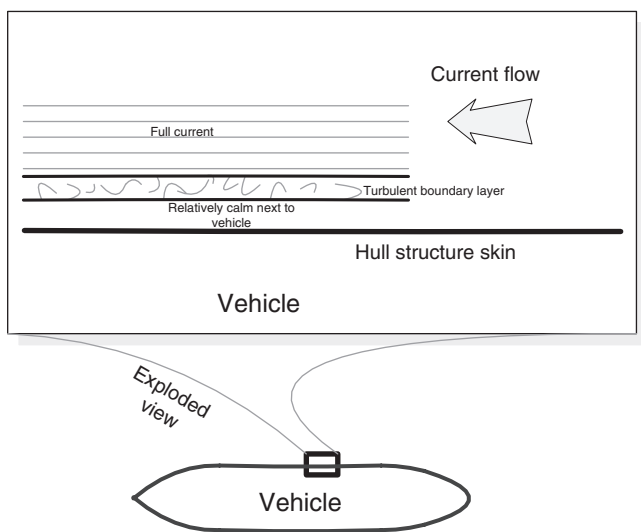 Current flow
Full current
Turbulent boundary layer
Relatively calm next to
vehicle
Hull structure skin
Vehicle
Exploded
view
Vehicle